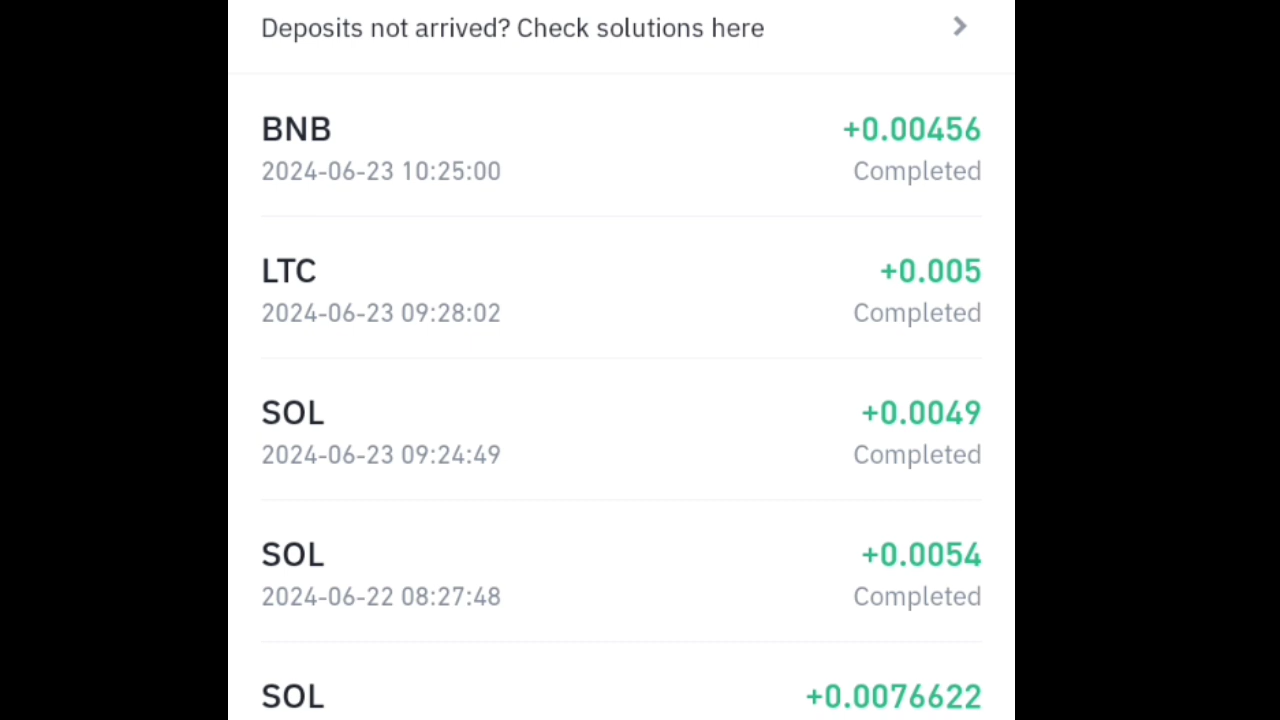 Deposits not arrived? Check solutions here
BNB +0.00456
2024-06-23 10:25:00 Completed
LTC +0.005
2024-06-23 09:28:02 Completed
SOL +0.0049
2024-06-23 09:24:49 Completed
SOL +0.0054
2024-06-22 08:27:48 Completed
SOL +0.0076622